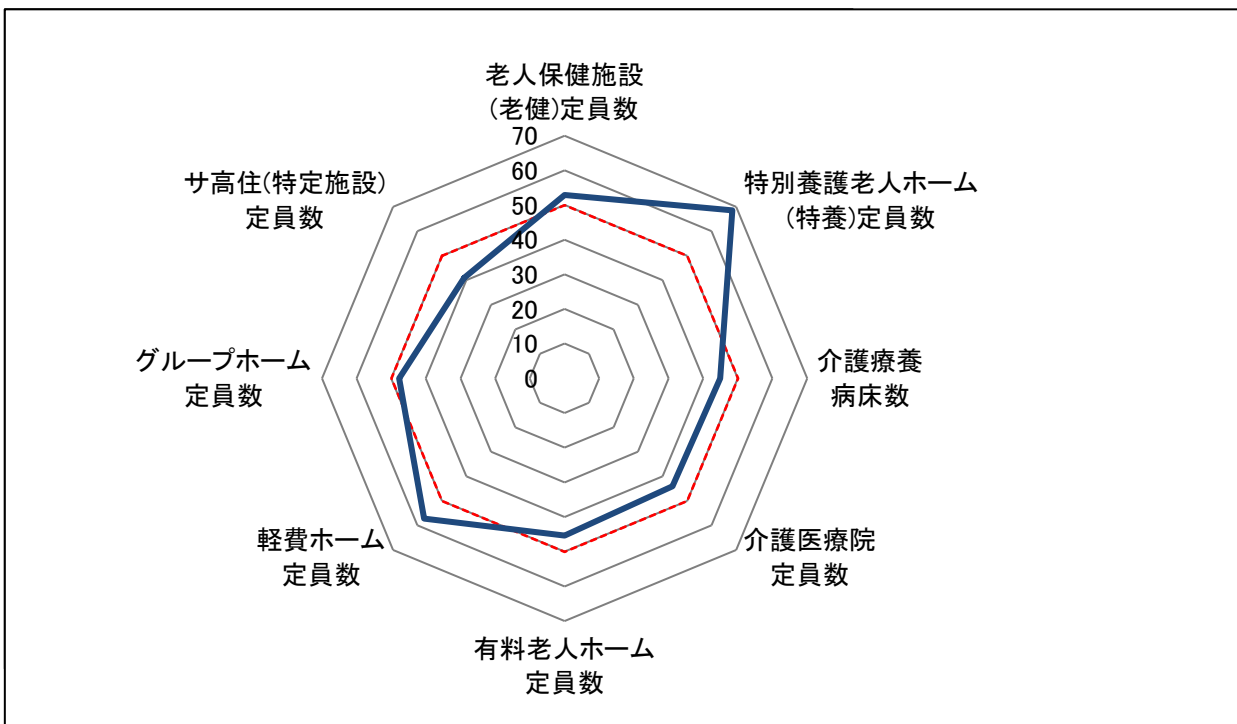 老人保健施設
(老健)定員数
特別養護老人ホーム
(特養)定員数
介護療養
病床数
介護医療院
定員数
有料老人ホーム
定員数
軽費ホーム
定員数
グループホーム
定員数
サ高住(特定施設)
定員数
70
60
50
40
30
20
10
0